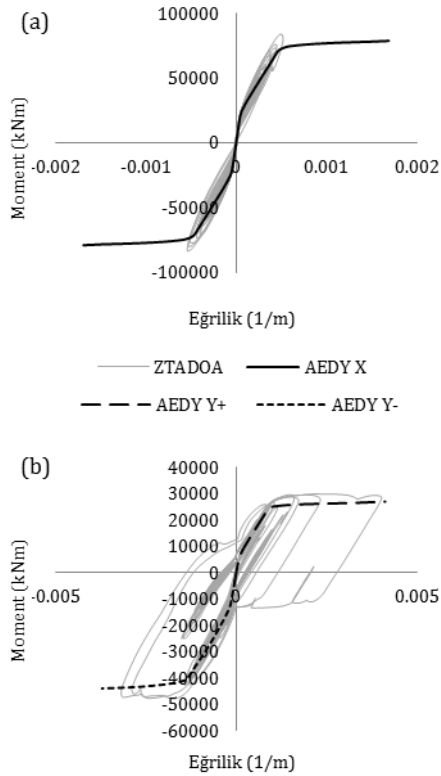 (a)
100000
50000
0
-0.002
-0.001
0
0.001
0.002
-50000
-100000
Moment (kNm)
Eğrilik (1/m)
ZTADOA
AEDY X
AEDY Y+
AEDY Y-
(b)
40000
30000
20000
10000
0
-0.005
0
0.005
-10000
-20000
-30000
-40000
-50000
-60000
Moment (kNm)
Eğrilik (1/m)